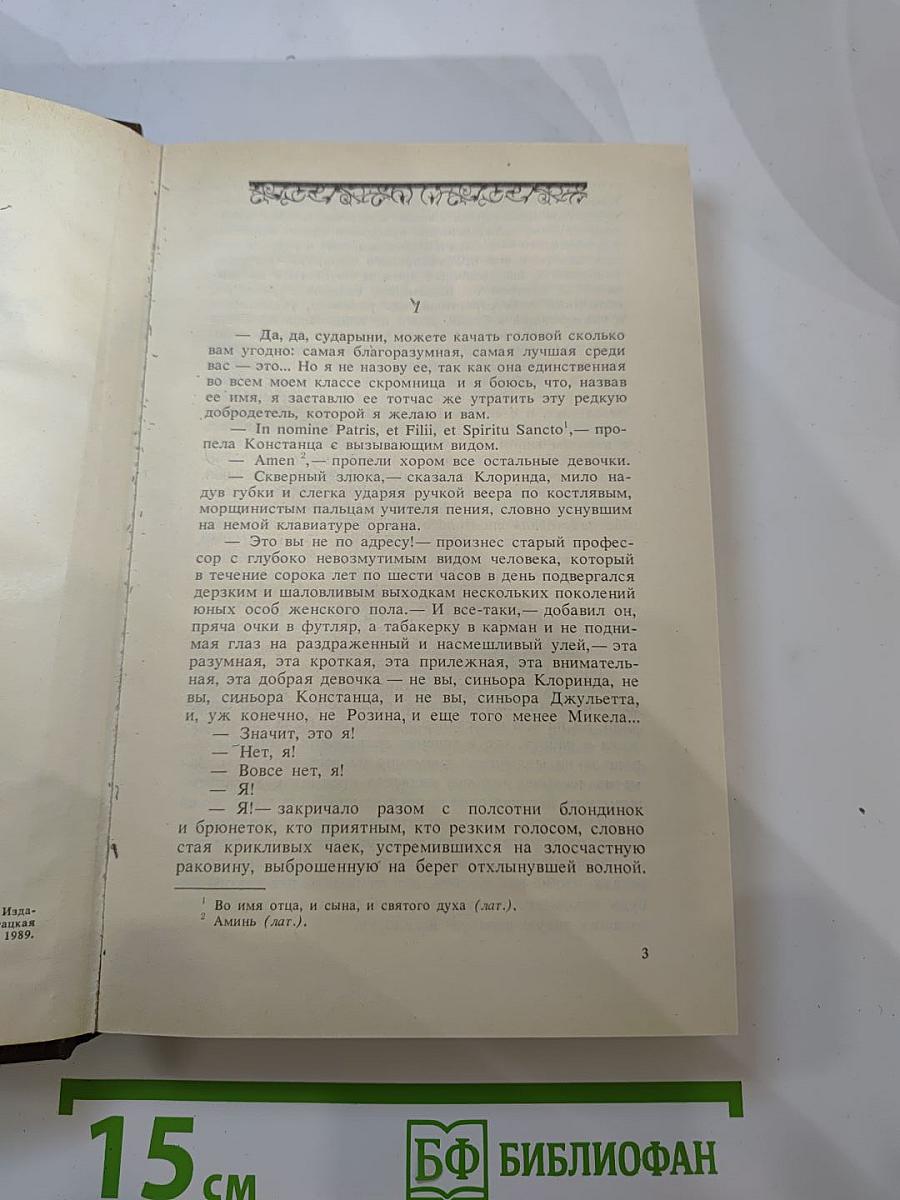 1
— Да, да, сударыни, можете качать головой сколько
вам угодно: самая благоразумная, самая лучшая среди
вас — это... Но я не назову ее, так как она единственная
во всем моем классе скромница и я боюсь, что, назвав
ее имя, я заставлю ее тотчас же утратить эту редкую
добродетель, которой я желаю и вам.
— In nomine Patris, et Filii, et Spiritu Sancto¹,— про-
пела Констанца с вызывающим видом.
— Amen ²,— пропели хором все остальные девочки.
— Скверный злюка,— сказала Клоринда, мило на-
дув губки и слегка ударяя ручкой веера по костлявым,
морщинистым пальцам учителя пения, словно уснувшим
на немой клавиатуре органа.
— Это вы не по адресу!— произнес старый профес-
сор с глубоко невозмутимым видом человека, который
в течение сорока лет по шести часов в день подвергался
дерзким и шаловливым выходкам нескольких поколений
юных особ женского пола.— И все-таки,— добавил он,
пряча очки в футляр, а табакерку в карман и не подни-
мая глаз на раздраженный и насмешливый улей,— эта
разумная, эта кроткая, эта прилежная, эта вниматель-
ная, эта добрая девочка — не вы, синьора Клоринда, не
вы, синьора Констанца, и не вы, синьора Джульетта,
и, уж конечно, не Розина, и еще того менее Микела...
— Значит, это я!
— Нет, я!
— Вовсе нет, я!
— Я!
— Я!— закричало разом с полсотни блондинок
и брюнеток, кто приятным, кто резким голосом, словно
стая крикливых чаек, устремившихся на злосчастную
раковину, выброшенную на берег отхлынувшей волной.
¹ Во имя отца, и сына, и святого духа (лат.).
² Аминь (лат.).
3
Изда-
ацкая
1989.
15 см
БФ БИБЛИОФАН